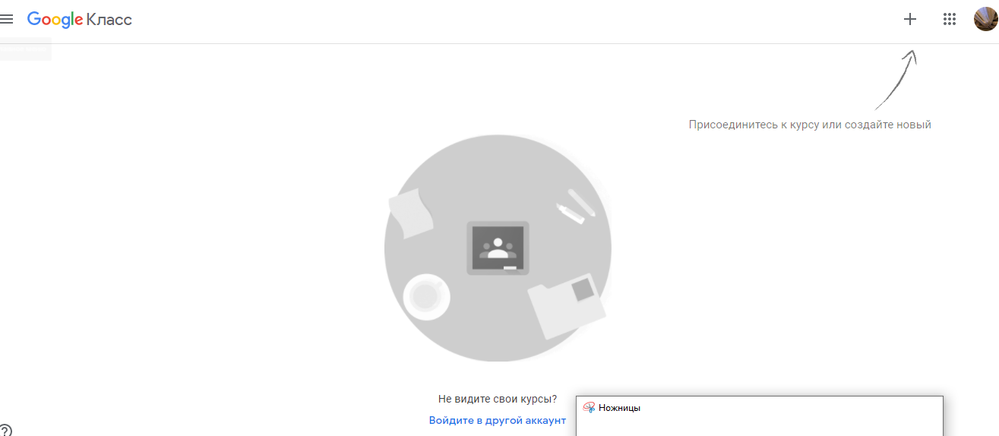 Google Класс
Присоединитесь к курсу или создайте новый
Не видите свои курсы?
Войдите в другой аккаунт
Ножницы